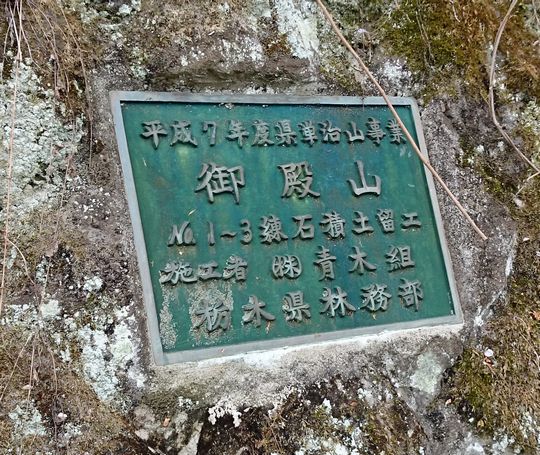 平成7年度県単治山事業
御殿山
No.1~3練石積土留工
施工者 ㈱青木組
栃木県林務部